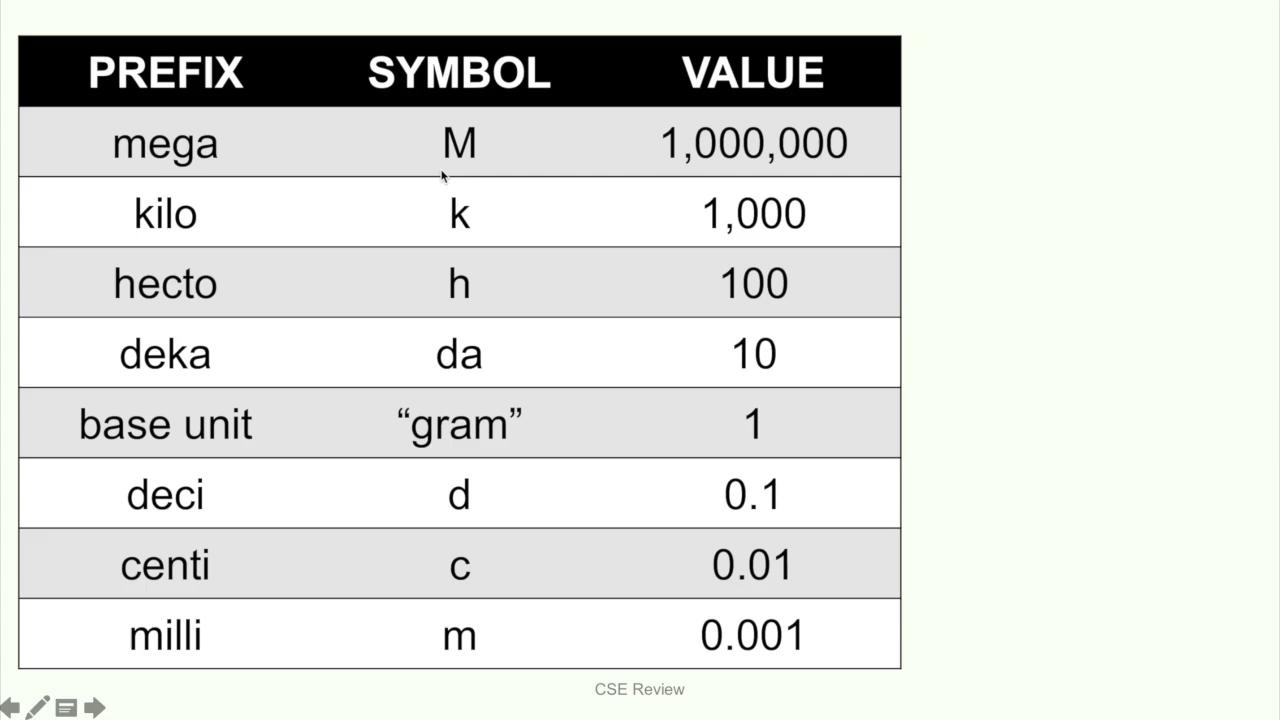 PREFIX SYMBOL VALUE
mega M 1,000,000
kilo k 1,000
hecto h 100
deka da 10
base unit “gram” 1
deci d 0.1
centi c 0.01
milli m 0.001
CSE Review